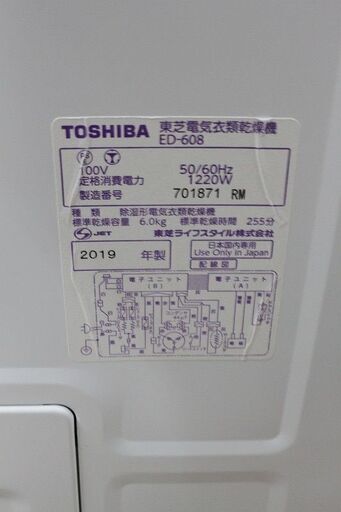 TOSHIBA 東芝電気衣類乾燥機
ED-608
100V 50/60Hz
定格消費電力 1220W
製造番号 701871 RM
種類 除湿形電気衣類乾燥機
標準乾燥容量 6.0kg 標準乾燥時間 255分
JET 東芝ライフスタイル株式会社
2019 年製
日本国内専用
Use Only in Japan
配線図
電子ユニット
(B)
電子ユニット
(A)